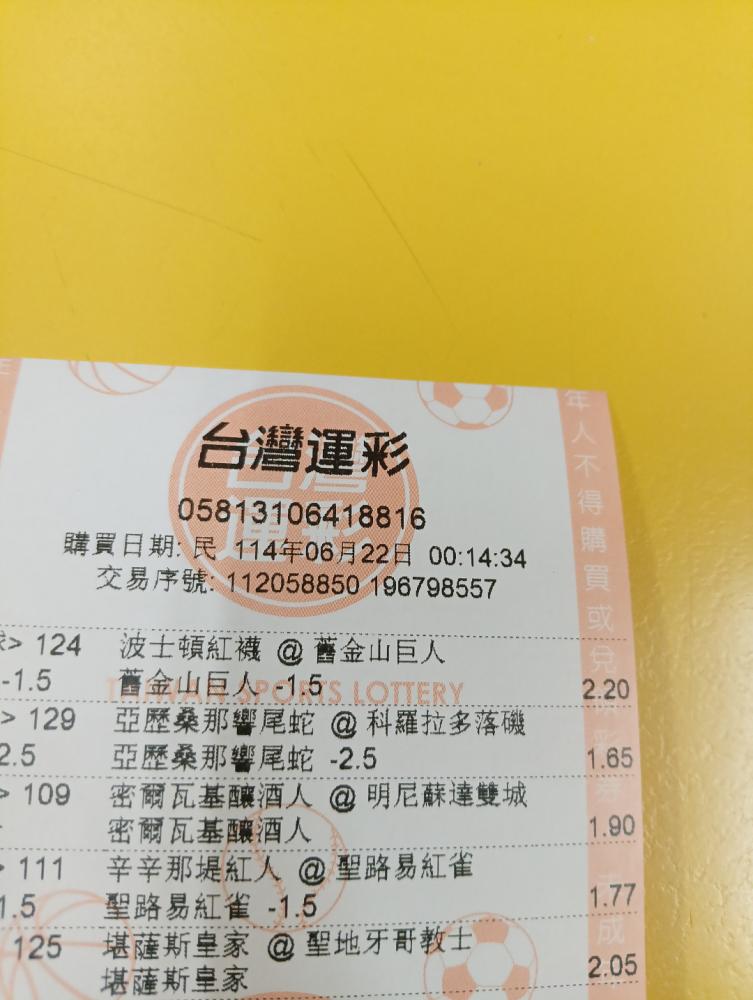 台灣運彩
05813106418816
購買日期: 民 114年06月22日 00:14:34
交易序號: 112058850 196798557
> 124 波士頓紅襪 @ 舊金山巨人
-1.5 舊金山巨人 -1.5 2.20
TAIWAN SPORTS LOTTERY
> 129 亞歷桑那響尾蛇 @ 科羅拉多落磯
2.5 亞歷桑那響尾蛇 -2.5 1.65
> 109 密爾瓦基釀酒人 @ 明尼蘇達雙城
密爾瓦基釀酒人 1.90
> 111 辛辛那堤紅人 @ 聖路易紅雀
1.5 聖路易紅雀 -1.5 1.77
125 堪薩斯皇家 @ 聖地牙哥教士
堪薩斯皇家 2.05
年人不得購買或兌